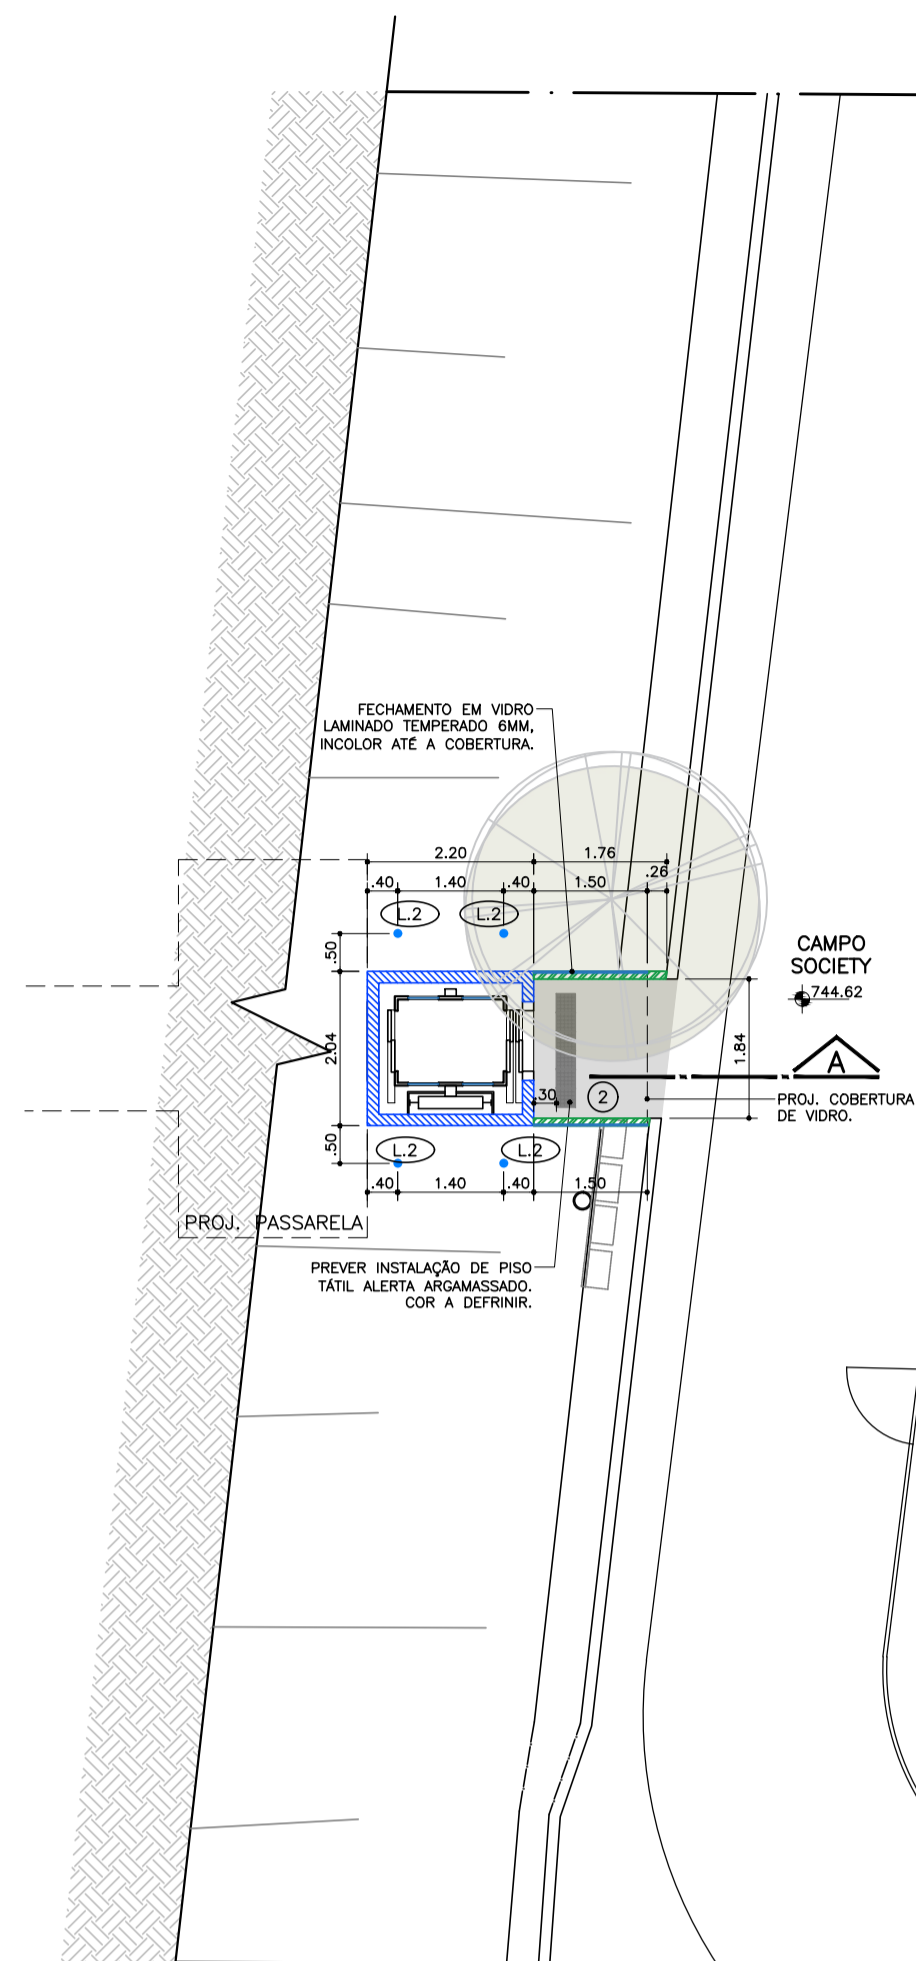 FECHAMENTO EM VIDRO
LAMINADO TEMPERADO 6MM,
INCOLOR ATÉ A COBERTURA.
2.20
1.76
.40
1.40
.40
1.50
.26
L.2
L.2
.50
CAMPO
SOCIETY
744.62
2.04
1.84
A
.30
2
PROJ. COBERTURA
DE VIDRO.
.50
L.2
L.2
.40
1.40
.40
1.50
PROJ. PASSARELA
PREVER INSTALAÇÃO DE PISO
TÁTIL ALERTA ARGAMASSADO.
COR A DEFRINIR.